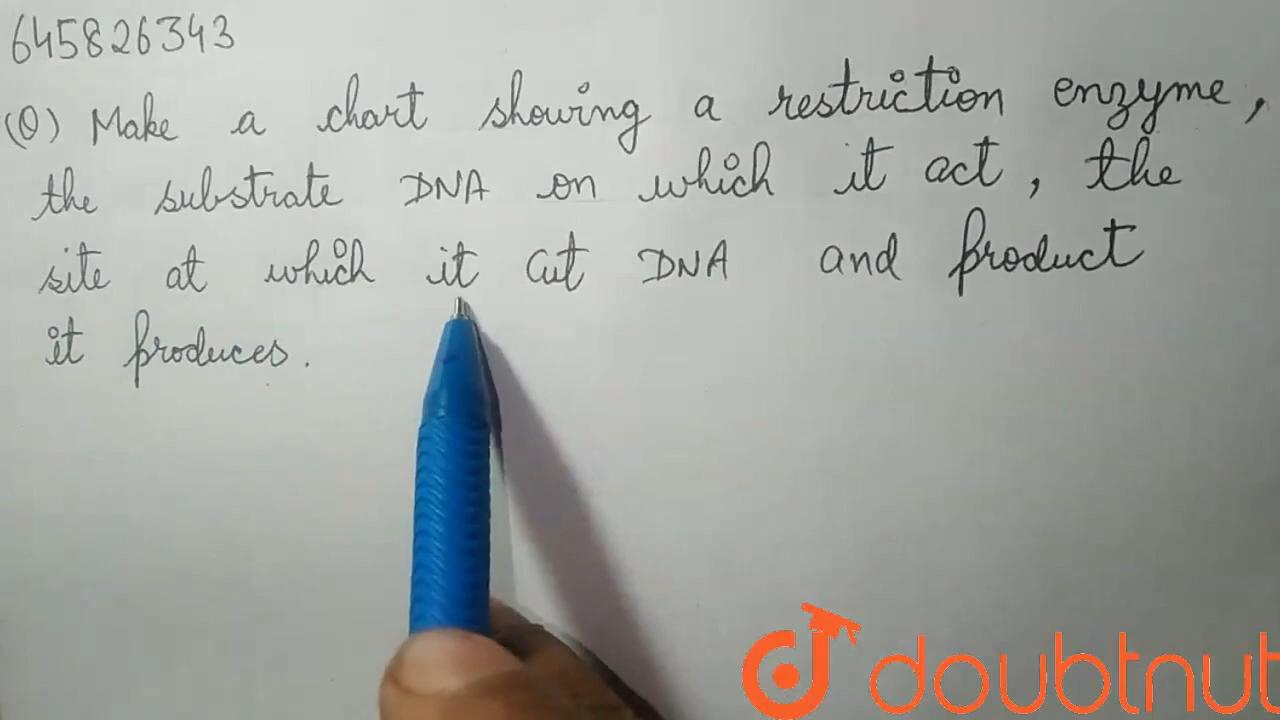 645826343
(Q) Make a chart showing a restriction enzyme,
the substrate DNA on which it act, the
site at which it cut DNA and product
it produces.
doubtnut